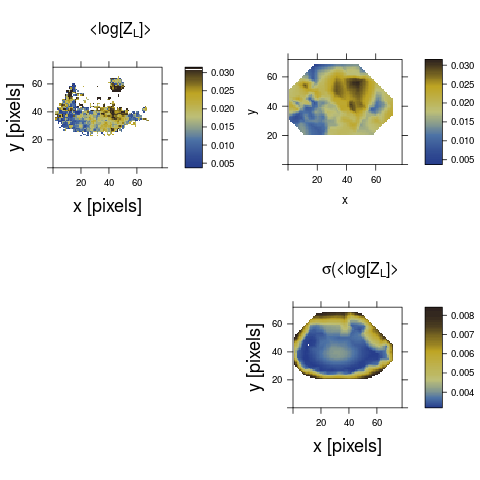 <log[Z_L]>
60
40
20
20 40 60
x [pixels]
y [pixels]
0.030
0.025
0.020
0.015
0.010
0.005
60
40
20
20 40 60
x
y
0.030
0.025
0.020
0.015
0.010
0.005
σ(<log[Z_L]>
60
40
20
20 40 60
x [pixels]
y [pixels]
0.008
0.007
0.006
0.005
0.004